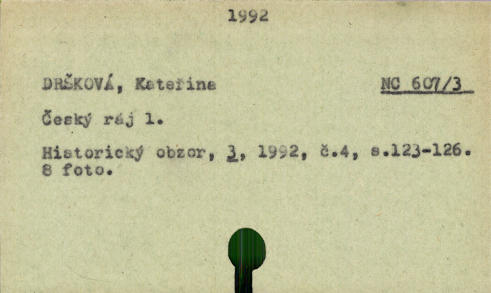 1992
DRŠKOVÁ, Kateřina NC 607/3
Český ráj 1.
Historický obzor, 3, 1992, č.4, s.123-126.
8 foto.